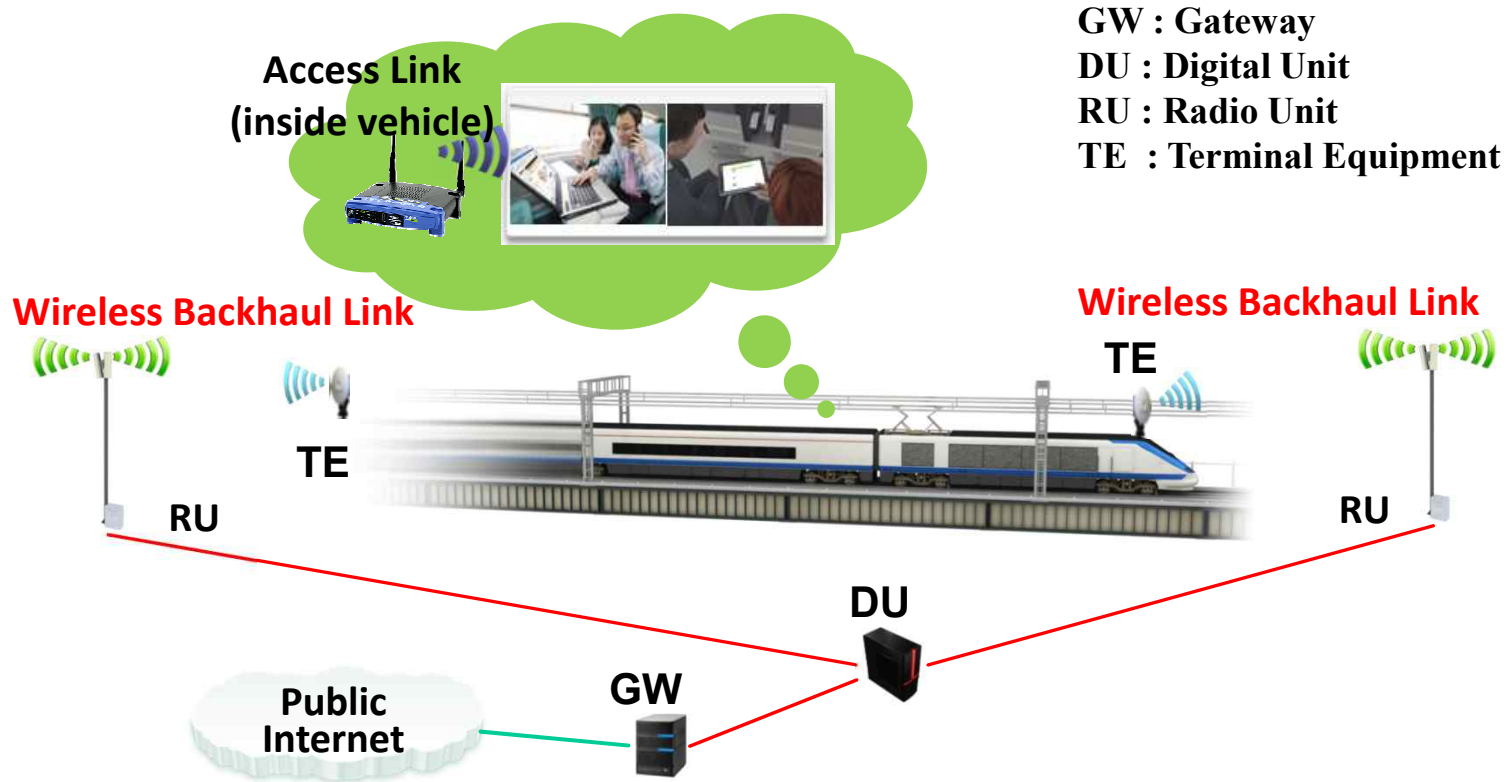 GW : Gateway
DU : Digital Unit
RU : Radio Unit
TE : Terminal Equipment
Access Link
(inside vehicle)
Wireless Backhaul Link
Wireless Backhaul Link
TE
TE
RU
RU
DU
GW
Public
Internet